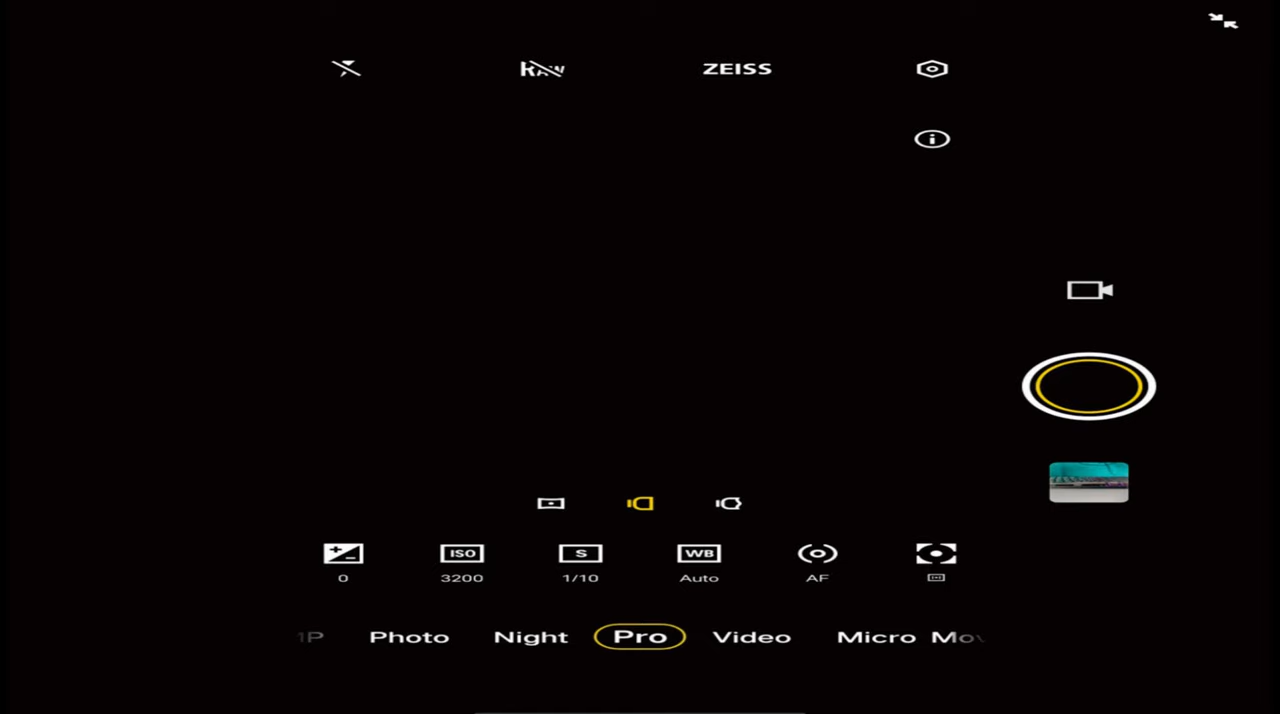 RAW ZEISS
ISO S WB
0 3200 1/10 Auto AF
Photo Night Pro Video Micro